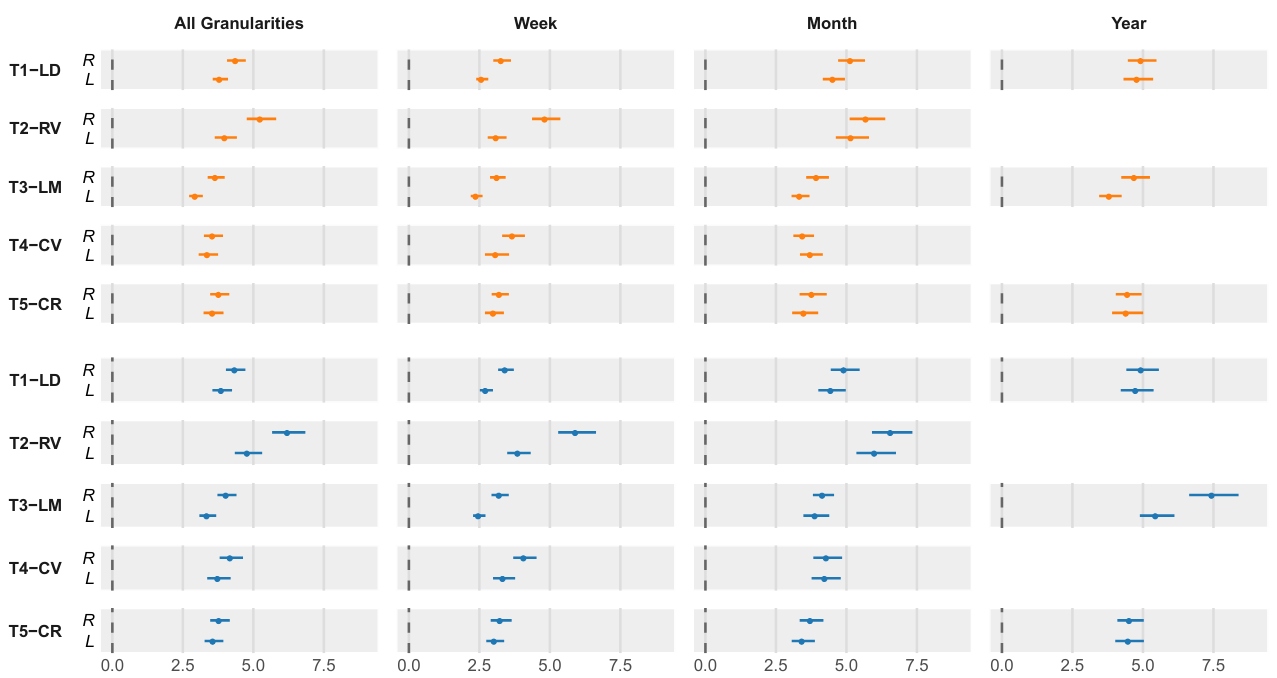 All Granularities Week Month Year
T1−LD R
L
T2−RV R
L
T3−LM R
L
T4−CV R
L
T5−CR R
L
T1−LD R
L
T2−RV R
L
T3−LM R
L
T4−CV R
L
T5−CR R
L
0.0 2.5 5.0 7.5 0.0 2.5 5.0 7.5 0.0 2.5 5.0 7.5 0.0 2.5 5.0 7.5